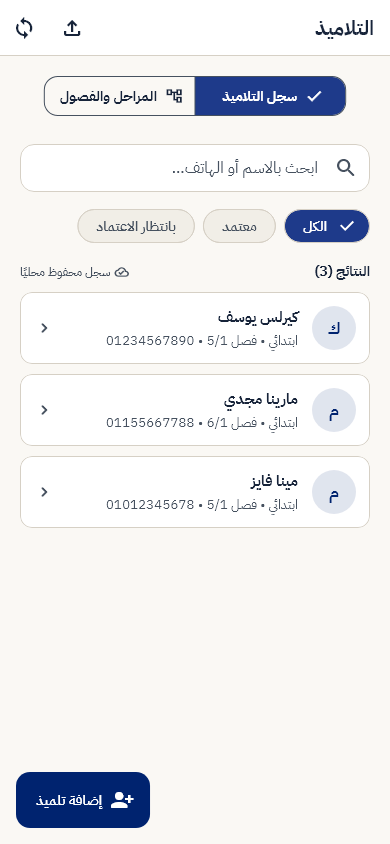 التلاميذ
سجل التلاميذ
المراحل والفصول
ابحث بالاسم أو الهاتف...
الكل
معتمد
بانتظار الاعتماد
النتائج (3)
سجل محفوظ محليًا
ك
كيرلس يوسف
ابتدائي • فصل 5/1 • 01234567890
م
مارينا مجدي
ابتدائي • فصل 6/1 • 01155667788
م
مينا فايز
ابتدائي • فصل 5/1 • 01012345678
إضافة تلميذ